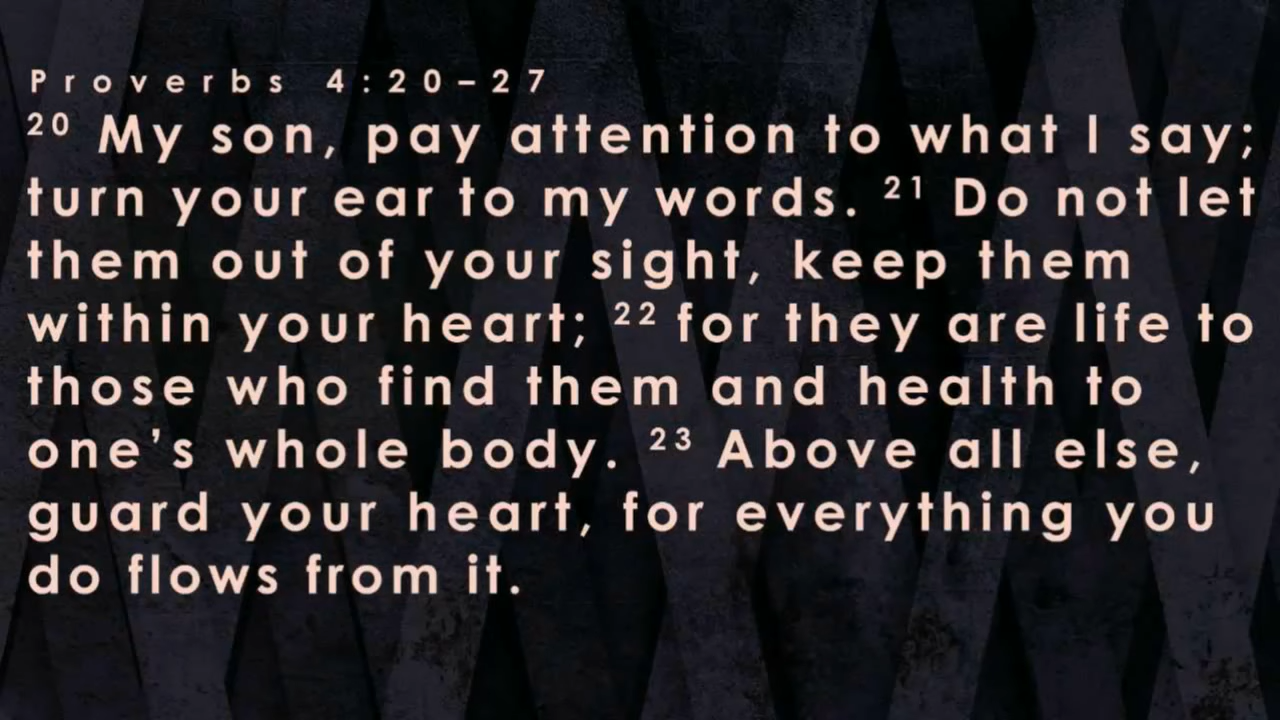 Proverbs 4:20–27
²⁰ My son, pay attention to what I say;
turn your ear to my words. ²¹ Do not let
them out of your sight, keep them
within your heart; ²² for they are life to
those who find them and health to
one’s whole body. ²³ Above all else,
guard your heart, for everything you
do flows from it.